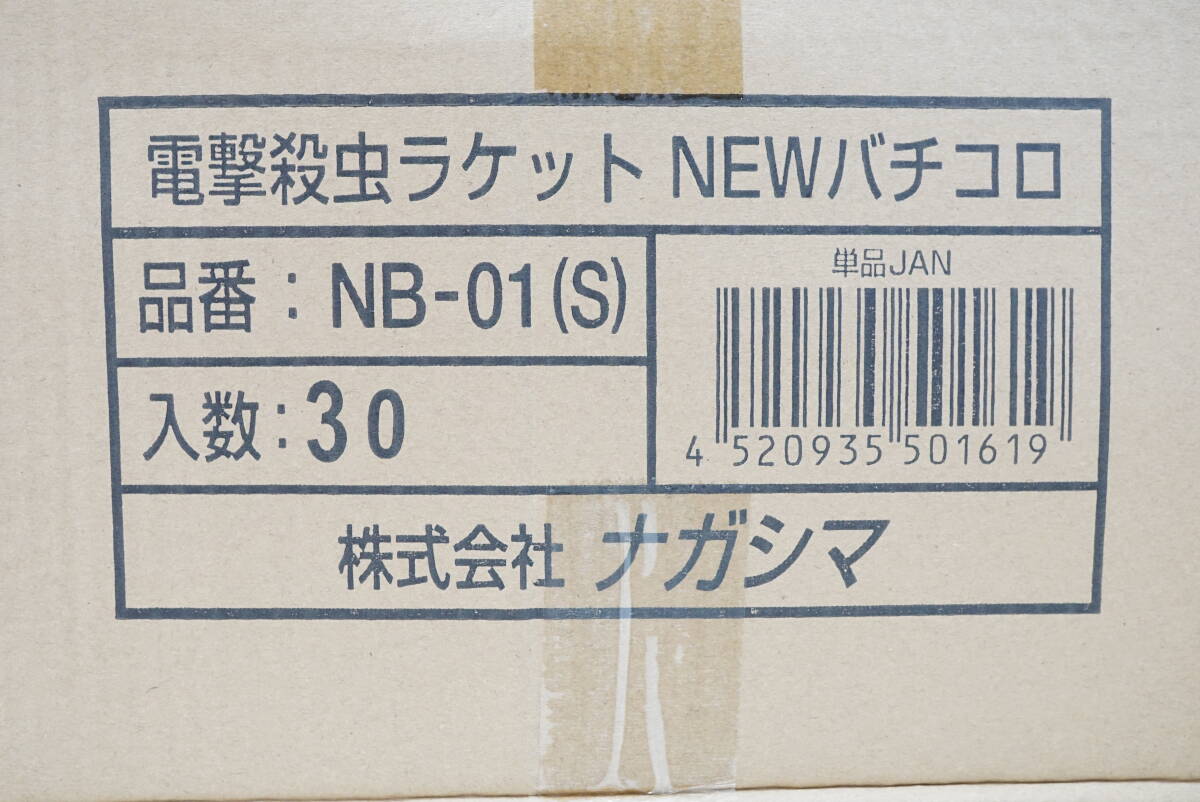 電撃殺虫ラケット NEWバチコロ
品番：NB-01(S)
単品JAN
4 520935 501619
入数：30
株式会社 ナガシマ